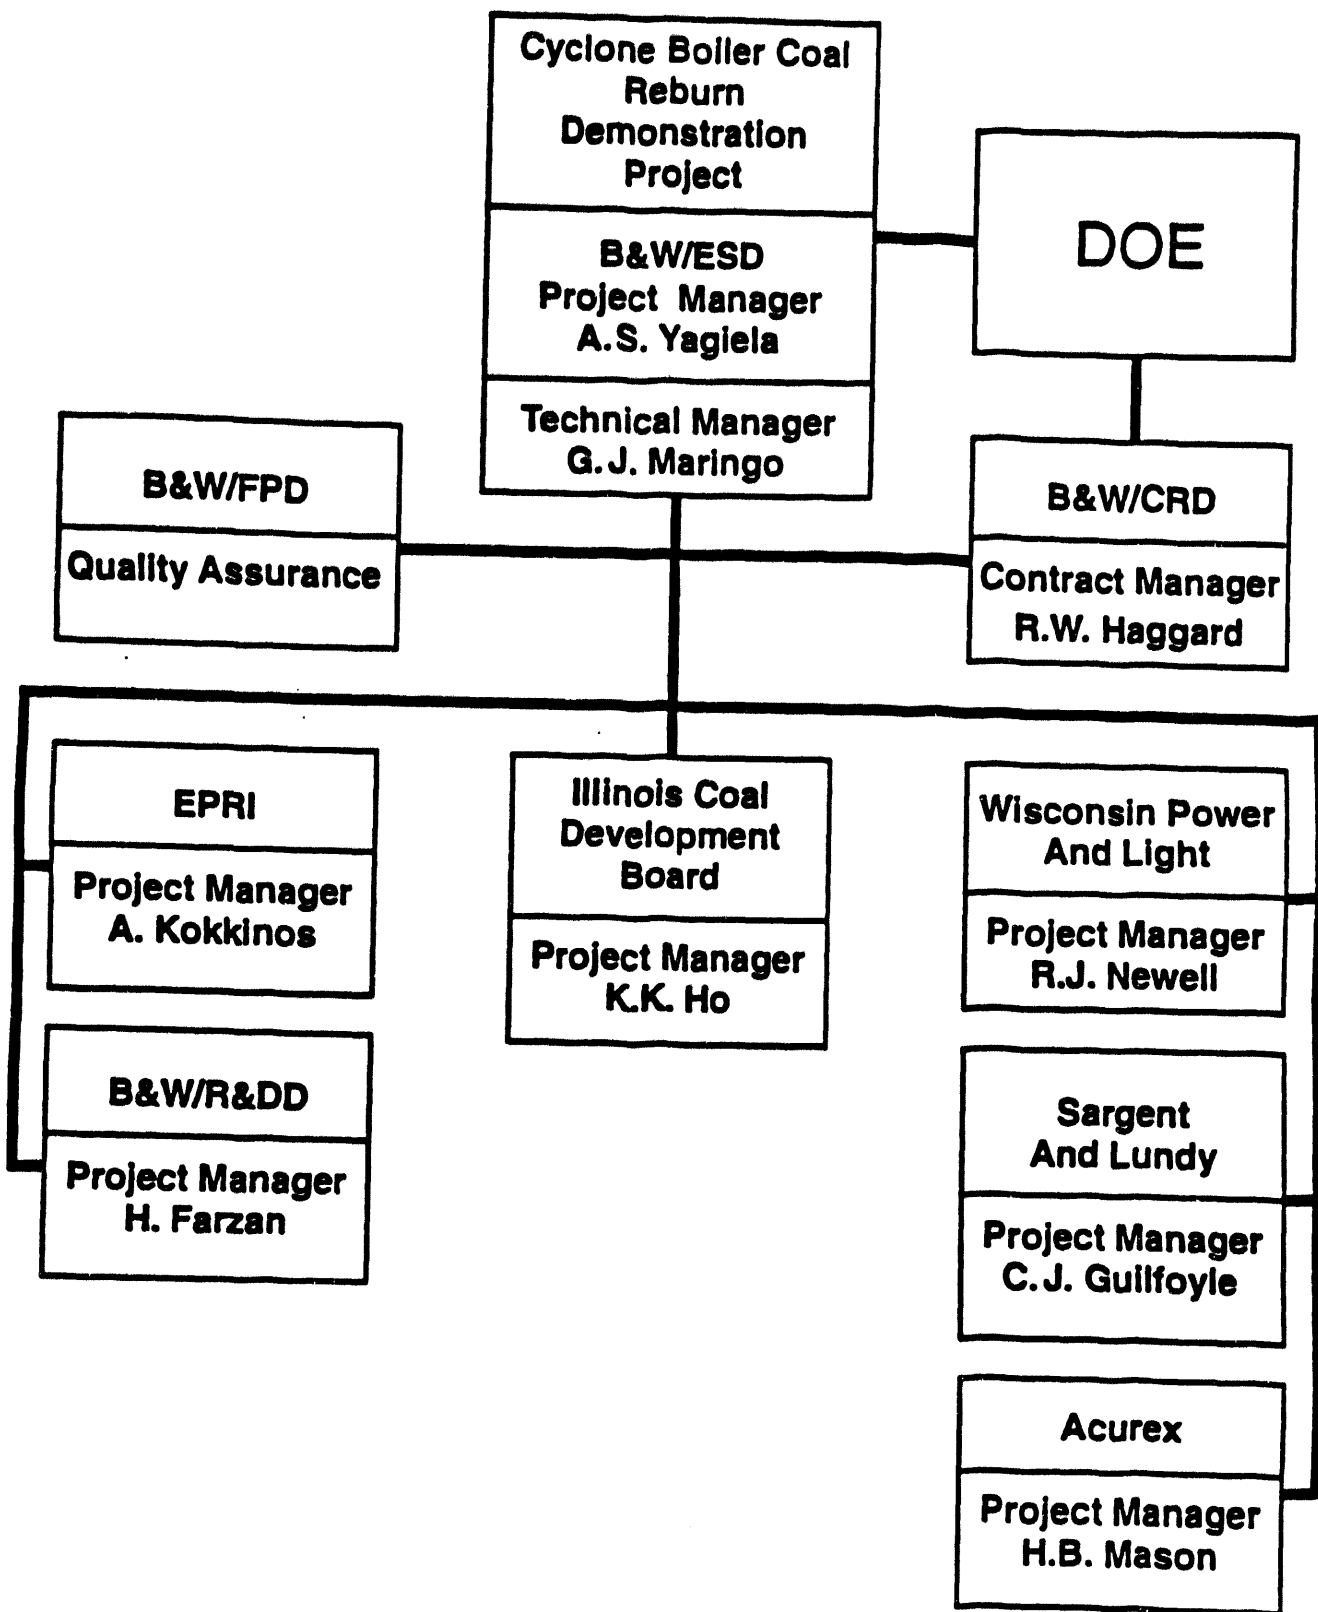 Cyclone Boiler Coal
Reburn
Demonstration
Project
B&W/ESD
Project Manager
A.S. Yagiela
Technical Manager
G.J. Maringo
DOE
B&W/FPD
Quality Assurance
B&W/CRD
Contract Manager
R.W. Haggard
EPRI
Project Manager
A. Kokkinos
B&W/R&DD
Project Manager
H. Farzan
Illinois Coal
Development
Board
Project Manager
K.K. Ho
Wisconsin Power
And Light
Project Manager
R.J. Newell
Sargent
And Lundy
Project Manager
C.J. Guilfoyle
Acurex
Project Manager
H.B. Mason